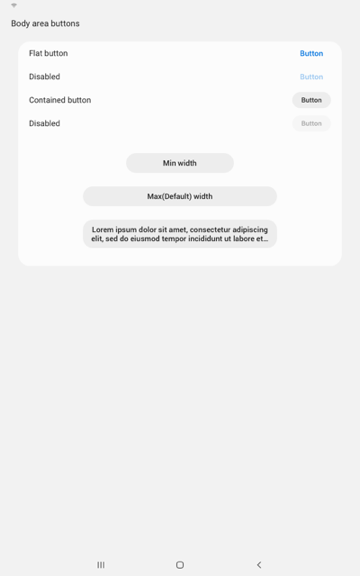 Body area buttons
Flat button
Button
Disabled
Button
Contained button
Button
Disabled
Button
Min width
Max(Default) width
Lorem ipsum dolor sit amet, consectetur adipiscing
elit, sed do eiusmod tempor incididunt ut labore et...